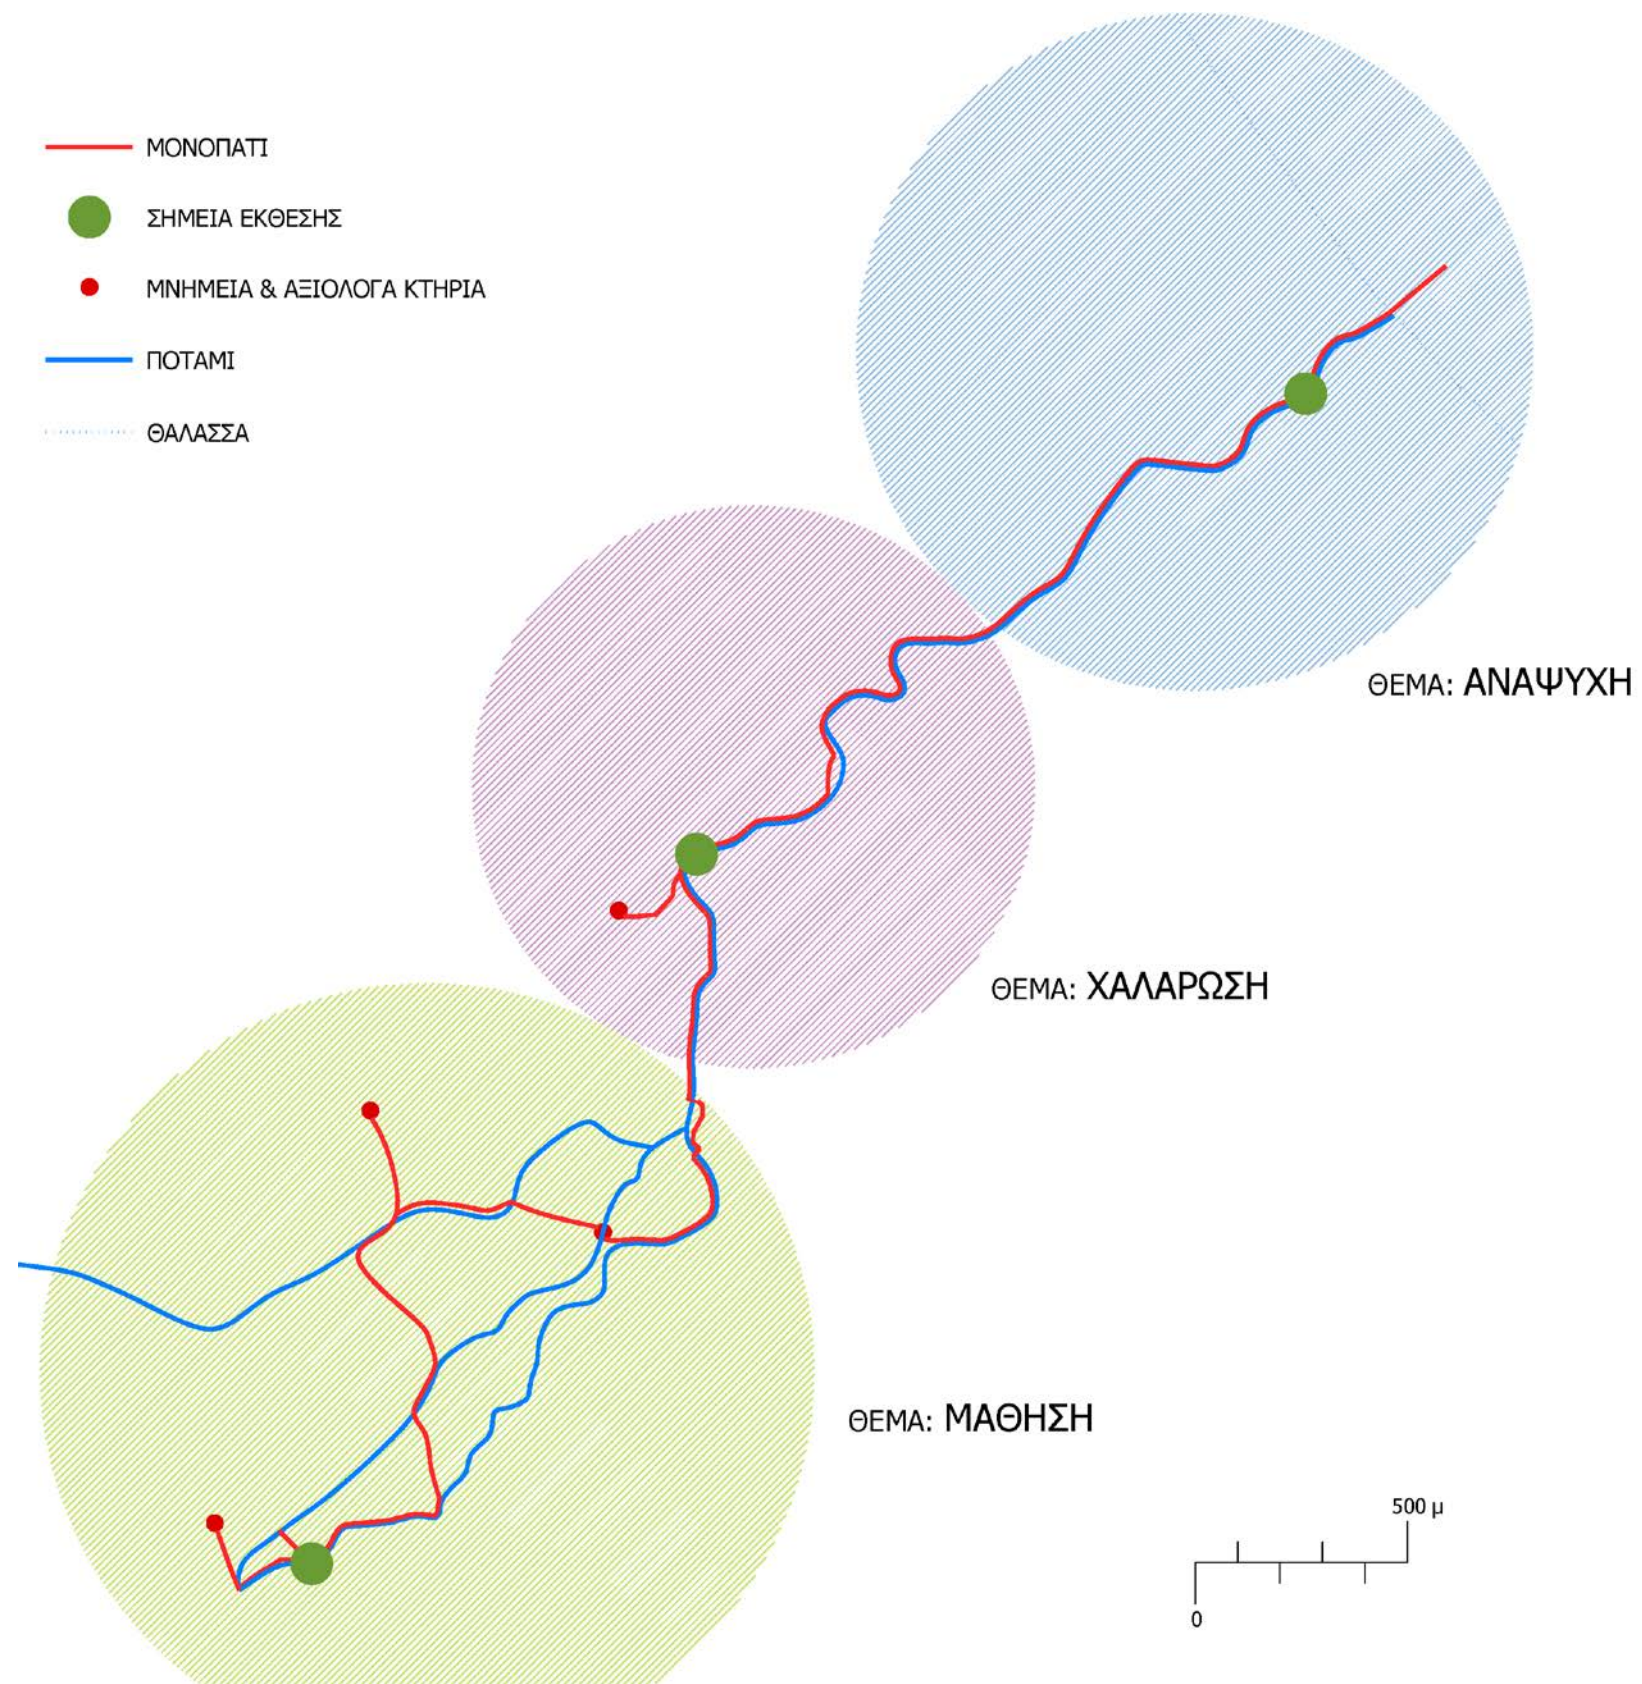 ΜΟΝΟΠΑΤΙ
ΣΗΜΕΙΑ ΕΚΘΕΣΗΣ
ΜΝΗΜΕΙΑ & ΑΞΙΟΛΟΓΑ ΚΤΗΡΙΑ
ΠΟΤΑΜΙ
ΘΑΛΑΣΣΑ
ΘΕΜΑ: ΑΝΑΨΥΧΗ
ΘΕΜΑ: ΧΑΛΑΡΩΣΗ
ΘΕΜΑ: ΜΑΘΗΣΗ
500 μ
0